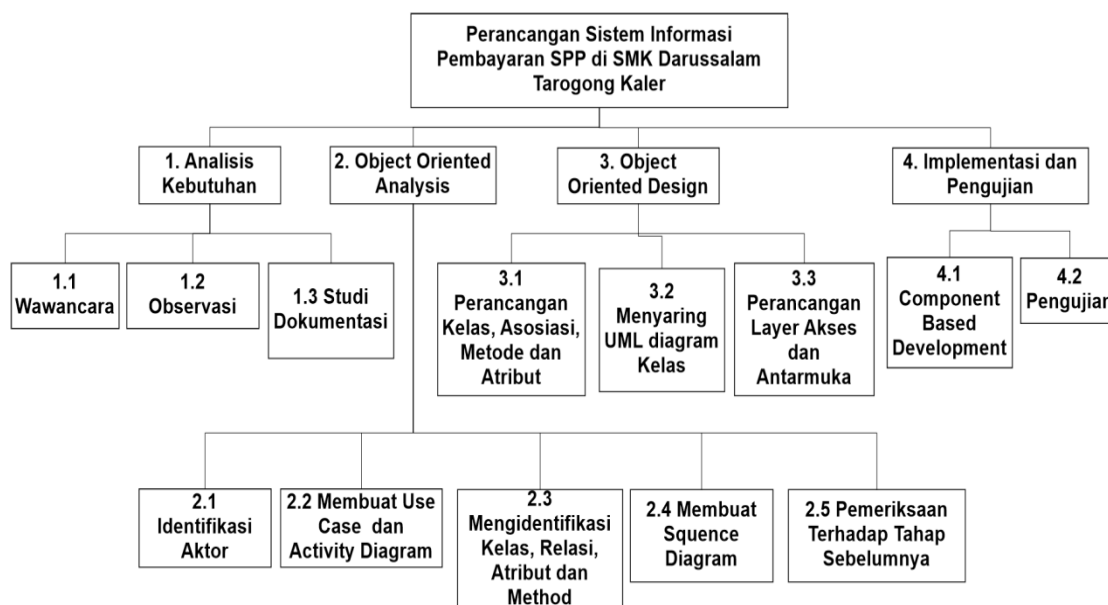 Perancangan Sistem Informasi
Pembayaran SPP di SMK Darussalam
Tarogong Kaler
1. Analisis
Kebutuhan
2. Object Oriented
Analysis
3. Object
Oriented Design
4. Implementasi dan
Pengujian
1.1
Wawancara
1.2
Observasi
1.3 Studi
Dokumentasi
3.1
Perancangan
Kelas, Asosiasi,
Metode dan
Atribut
3.2
Menyaring
UML diagram
Kelas
3.3
Perancangan
Layer Akses
dan
Antarmuka
4.1
Component
Based
Development
4.2
Pengujian
2.1
Identifikasi
Aktor
2.2 Membuat Use
Case dan
Activity Diagram
2.3
Mengidentifikasi
Kelas, Relasi,
Atribut dan
Method
2.4 Membuat
Squence
Diagram
2.5 Pemeriksaan
Terhadap Tahap
Sebelumnya